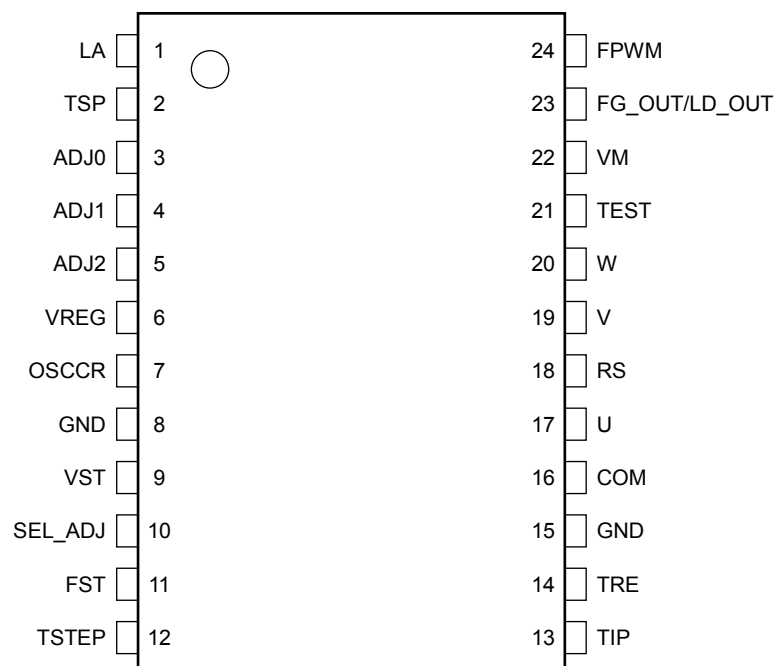 LA 1 24 FPWM
TSP 2 23 FG_OUT/LD_OUT
ADJ0 3 22 VM
ADJ1 4 21 TEST
ADJ2 5 20 W
VREG 6 19 V
OSCCR 7 18 RS
GND 8 17 U
VST 9 16 COM
SEL_ADJ 10 15 GND
FST 11 14 TRE
TSTEP 12 13 TIP